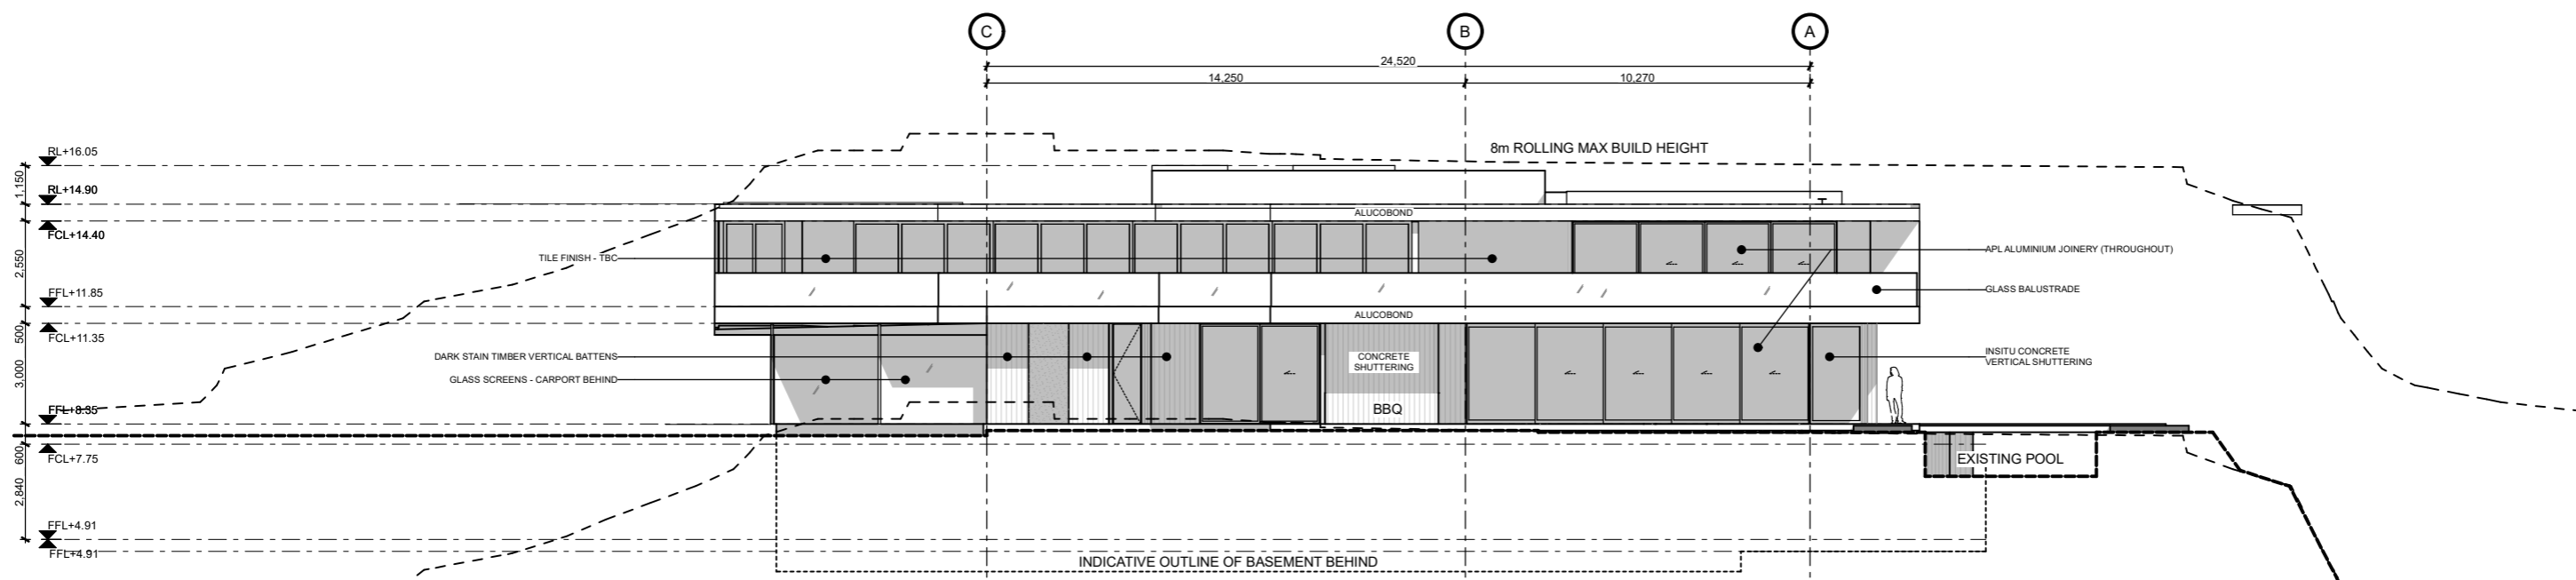 C
B
A
24,520
14,250
10,270
8m ROLLING MAX BUILD HEIGHT
RL+16.05
1,150
RL+14.90
ALUCOBOND
FCL+14.40
2,550
TILE FINISH - TBC
APL ALUMINIUM JOINERY (THROUGHOUT)
GLASS BALUSTRADE
FFL+11.85
ALUCOBOND
500
FCL+11.35
DARK STAIN TIMBER VERTICAL BATTENS
CONCRETE
SHUTTERING
INSITU CONCRETE
VERTICAL SHUTTERING
3,000
GLASS SCREENS - CARPORT BEHIND
BBQ
FFL+8.35
600
FCL+7.75
EXISTING POOL
2,840
FFL+4.91
FFL+4.91
INDICATIVE OUTLINE OF BASEMENT BEHIND